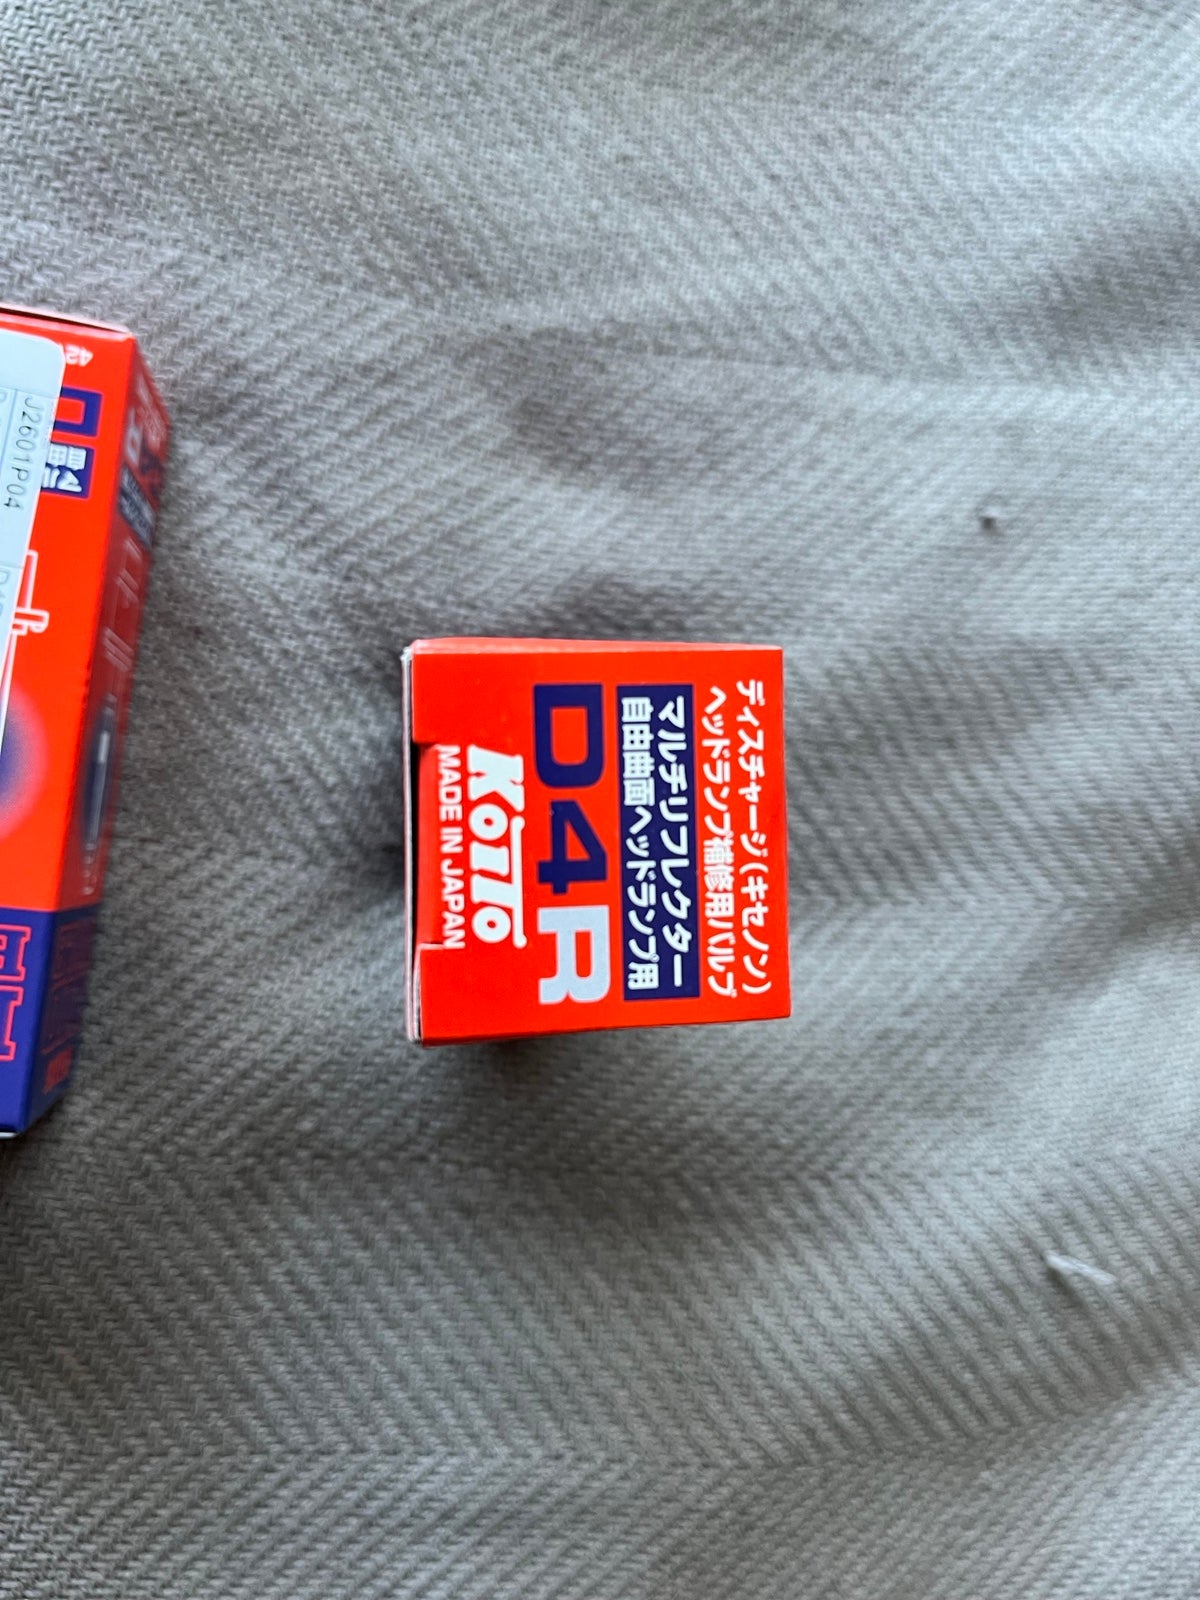 ディスチャージ(キセノン)
ヘッドランプ補修用バルブ
マルチリフレクター
自由曲面ヘッドランプ用
D4R
KOITO
MADE IN JAPAN
42
J2601P04